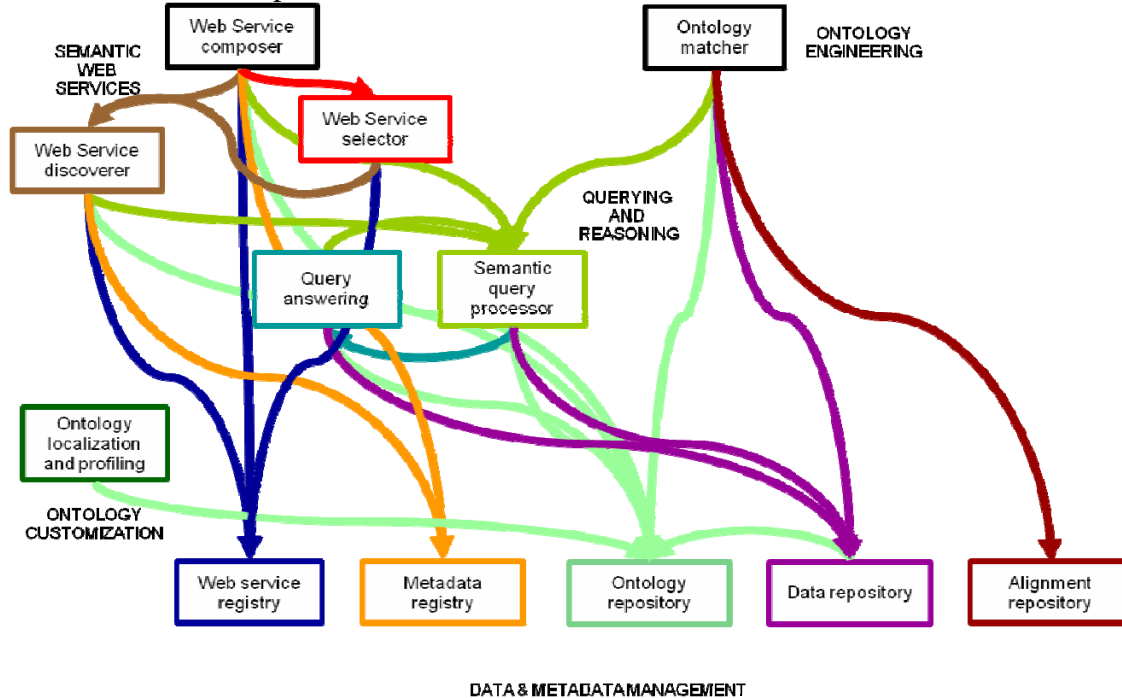 Web Service
composer
Ontology
matcher
ONTOLOGY
ENGINEERING
SEMANTIC
WEB
SERVICES
Web Service
selector
Web Service
discoverer
QUERYING
AND
REASONING
Query
answering
Semantic
query
processor
Ontology
localization
and profiling
ONTOLOGY
CUSTOMIZATION
Web service
registry
Metadada
registry
Ontology
repository
Data repository
Alignment
repository
DATA & METADATA MANAGEMENT